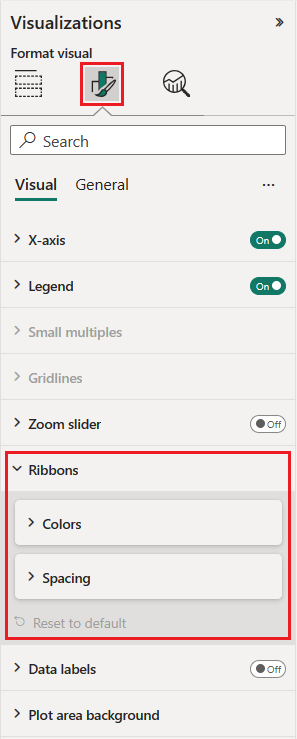 Visualizations
Format visual
Search
Visual General
X-axis On
Legend On
Small multiples
Gridlines
Zoom slider Off
Ribbons
Colors
Spacing
Reset to default
Data labels Off
Plot area background